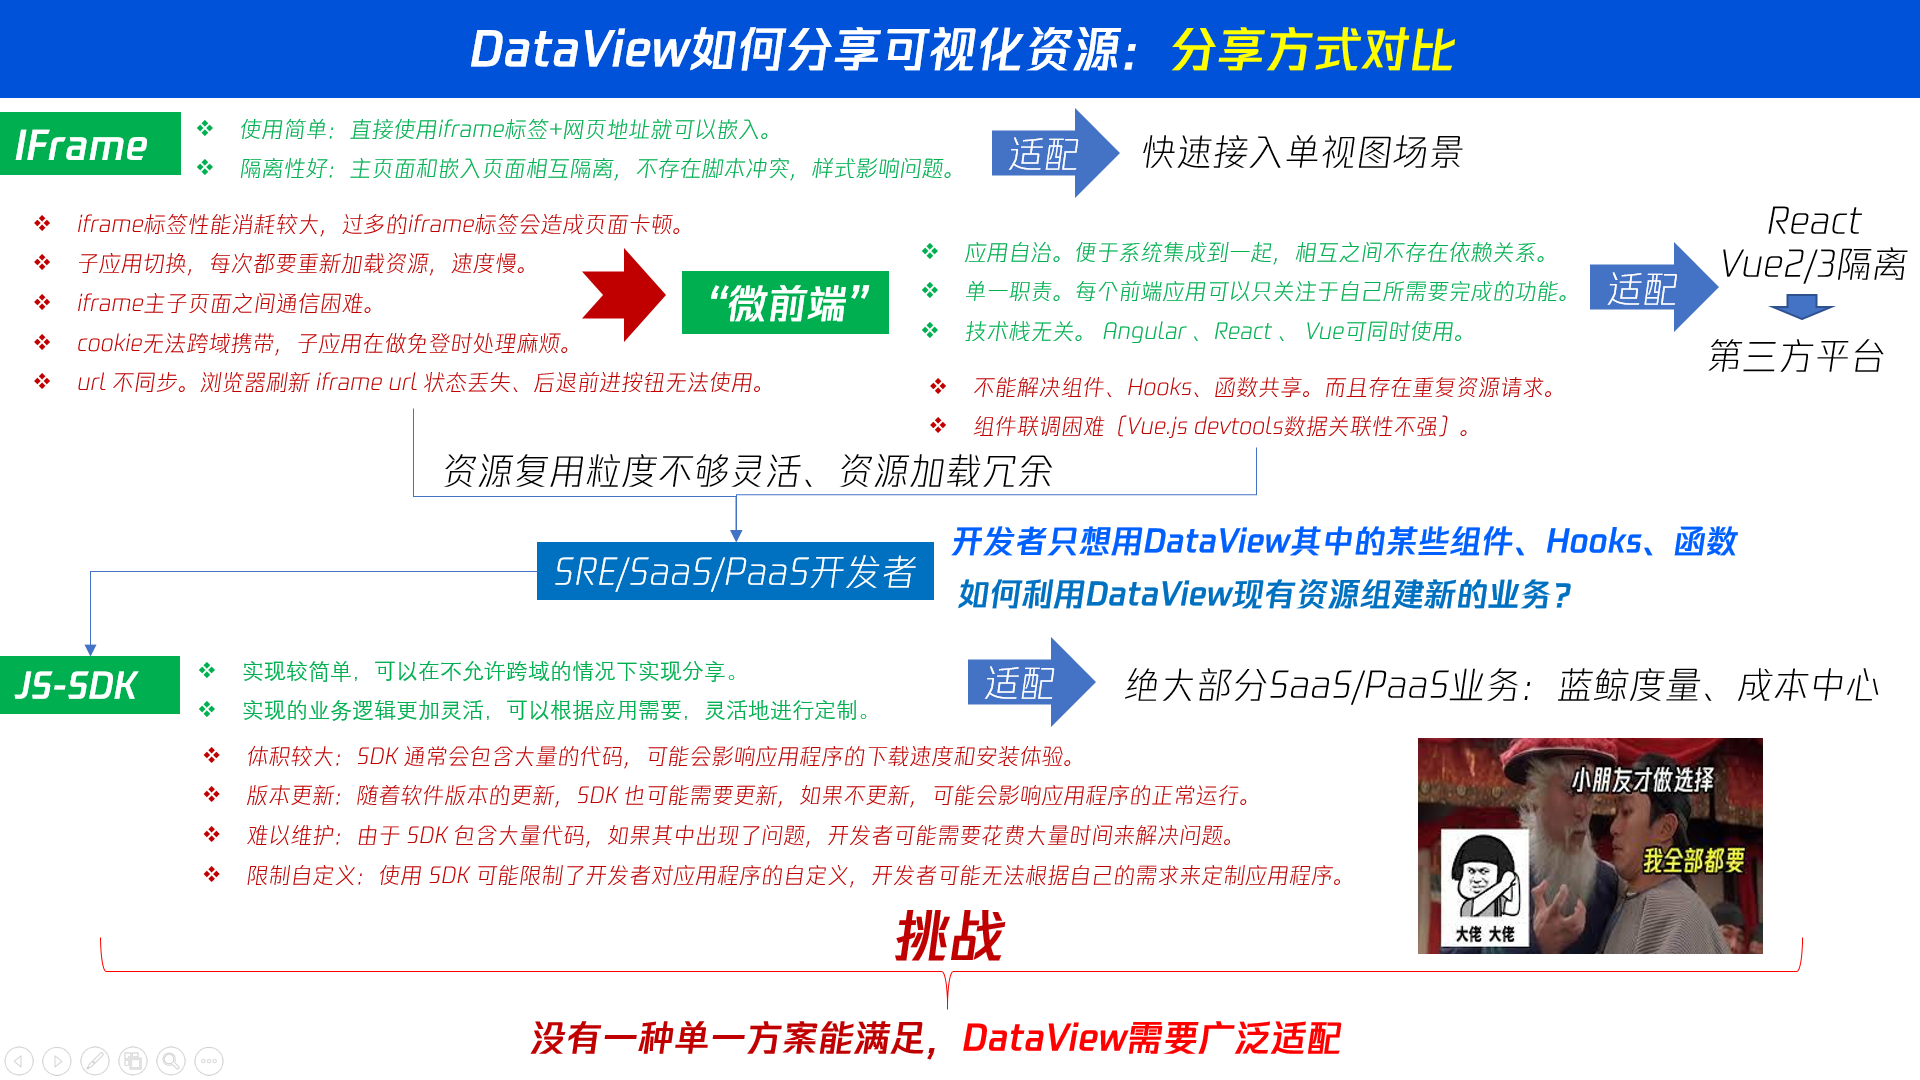 DataView如何分享可视化资源：分享方式对比
IFrame
使用简单：直接使用iframe标签+网页地址就可以嵌入。
隔离性好：主页面和嵌入页面相互隔离，不存在脚本冲突，样式影响问题。
适配
快速接入单视图场景
iframe标签性能消耗较大，过多的iframe标签会造成页面卡顿。
子应用切换，每次都要重新加载资源，速度慢。
iframe主子页面之间通信困难。
cookie无法跨域携带，子应用在做免登时处理麻烦。
url 不同步。浏览器刷新 iframe url 状态丢失、后退前进按钮无法使用。
“微前端”
应用自治。便于系统集成到一起，相互之间不存在依赖关系。
单一职责。每个前端应用可以只关注于自己所需要完成的功能。
技术栈无关。 Angular 、React 、 Vue可同时使用。
适配
React
Vue2/3隔离
第三方平台
不能解决组件、Hooks、函数共享。而且存在重复资源请求。
组件联调困难（Vue.js devtools数据关联性不强）。
资源复用粒度不够灵活、资源加载冗余
SRE/SaaS/PaaS开发者
开发者只想用DataView其中的某些组件、Hooks、函数
如何利用DataView现有资源组建新的业务？
JS-SDK
实现较简单，可以在不允许跨域的情况下实现分享。
实现的业务逻辑更加灵活，可以根据应用需要，灵活地进行定制。
适配
绝大部分SaaS/PaaS业务：蓝鲸度量、成本中心
体积较大：SDK 通常会包含大量的代码，可能会影响应用程序的下载速度和安装体验。
版本更新：随着软件版本的更新，SDK 也可能需要更新，如果不更新，可能会影响应用程序的正常运行。
难以维护：由于 SDK 包含大量代码，如果其中出现了问题，开发者可能需要花费大量时间来解决问题。
限制自定义：使用 SDK 可能限制了开发者对应用程序的自定义，开发者可能无法根据自己的需求来定制应用程序。
小朋友才做选择
我全部都要
大佬 大佬
挑战
没有一种单一方案能满足，DataView需要广泛适配